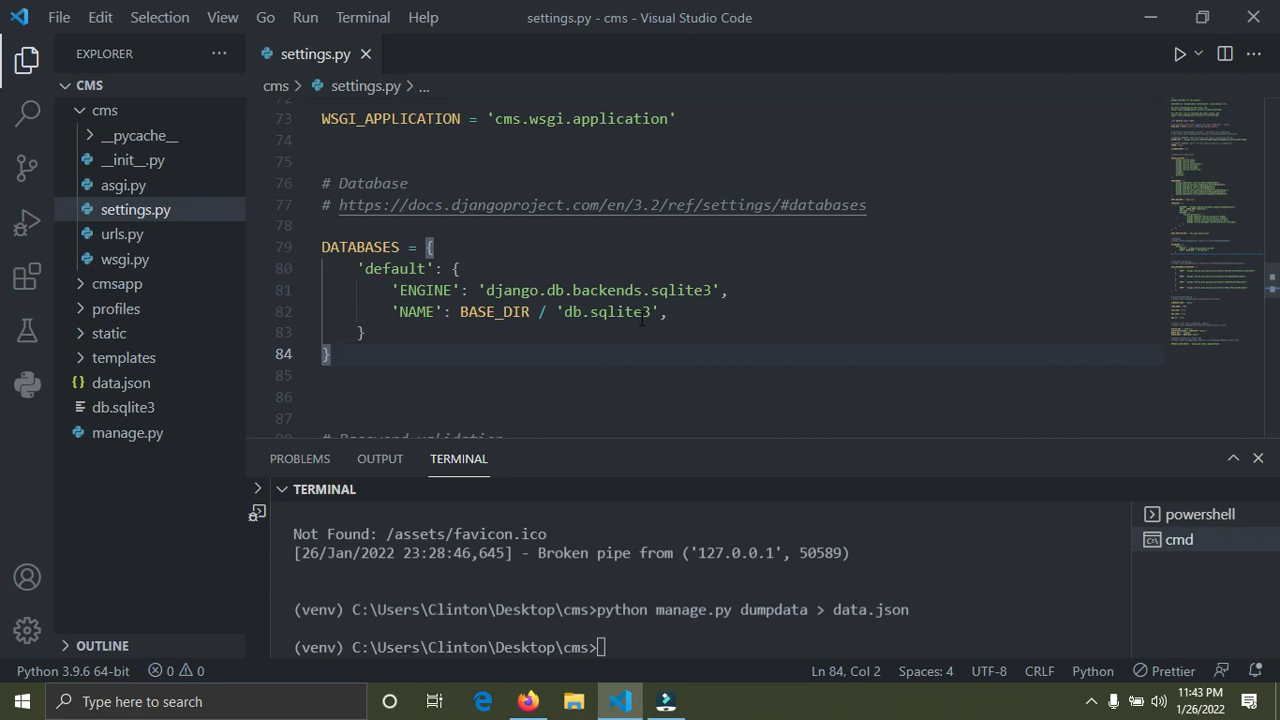 File Edit Selection View Go Run Terminal Help settings.py - cms - Visual Studio Code
EXPLORER
settings.py
CMS
cms
__pycache__
__init__.py
asgi.py
settings.py
urls.py
wsgi.py
cmsapp
profiles
static
templates
data.json
db.sqlite3
manage.py
OUTLINE
cms > settings.py > ...
72
73 WSGI_APPLICATION = 'cms.wsgi.application'
74
75
76 # Database
77 # https://docs.djangoproject.com/en/3.2/ref/settings/#databases
78
79 DATABASES = {
80 'default': {
81 'ENGINE': 'django.db.backends.sqlite3',
82 'NAME': BASE_DIR / 'db.sqlite3',
83 }
84 }
85
86
87
88 # Password validation
PROBLEMS OUTPUT TERMINAL
TERMINAL
Not Found: /assets/favicon.ico
[26/Jan/2022 23:28:46,645] - Broken pipe from ('127.0.0.1', 50589)
(venv) C:\Users\Clinton\Desktop\cms>python manage.py dumpdata > data.json
(venv) C:\Users\Clinton\Desktop\cms>
powershell
cmd
Python 3.9.6 64-bit 0 0 Ln 84, Col 2 Spaces: 4 UTF-8 CRLF Python Prettier
Type here to search
11:43 PM
1/26/2022